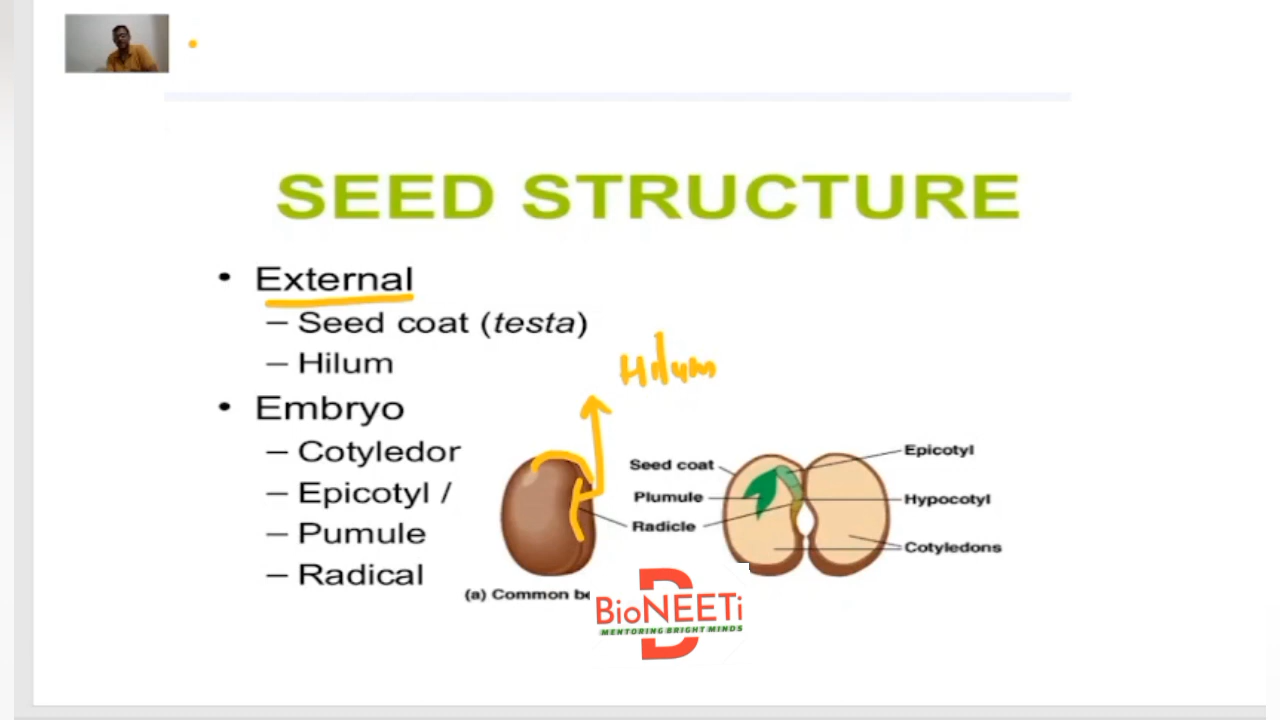 SEED STRUCTURE
• External
– Seed coat (testa)
– Hilum
• Embryo
– Cotyledor
– Epicotyl /
– Pumule
– Radical
Hilum
Seed coat
Plumule
Radicle
Epicotyl
Hypocotyl
Cotyledons
(a) Common be
BioNEETi
MENTORING BRIGHT MINDS